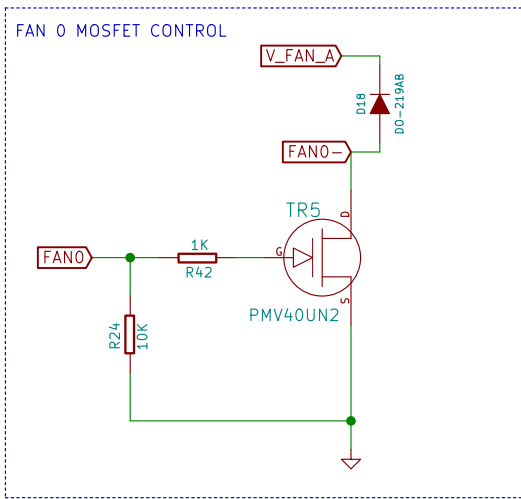 FAN 0 MOSFET CONTROL
V_FAN_A
D18
DO-219AB
FAN0-
TR5
D
1K
G
FAN0
R42
S
PMV40UN2
R24
10K